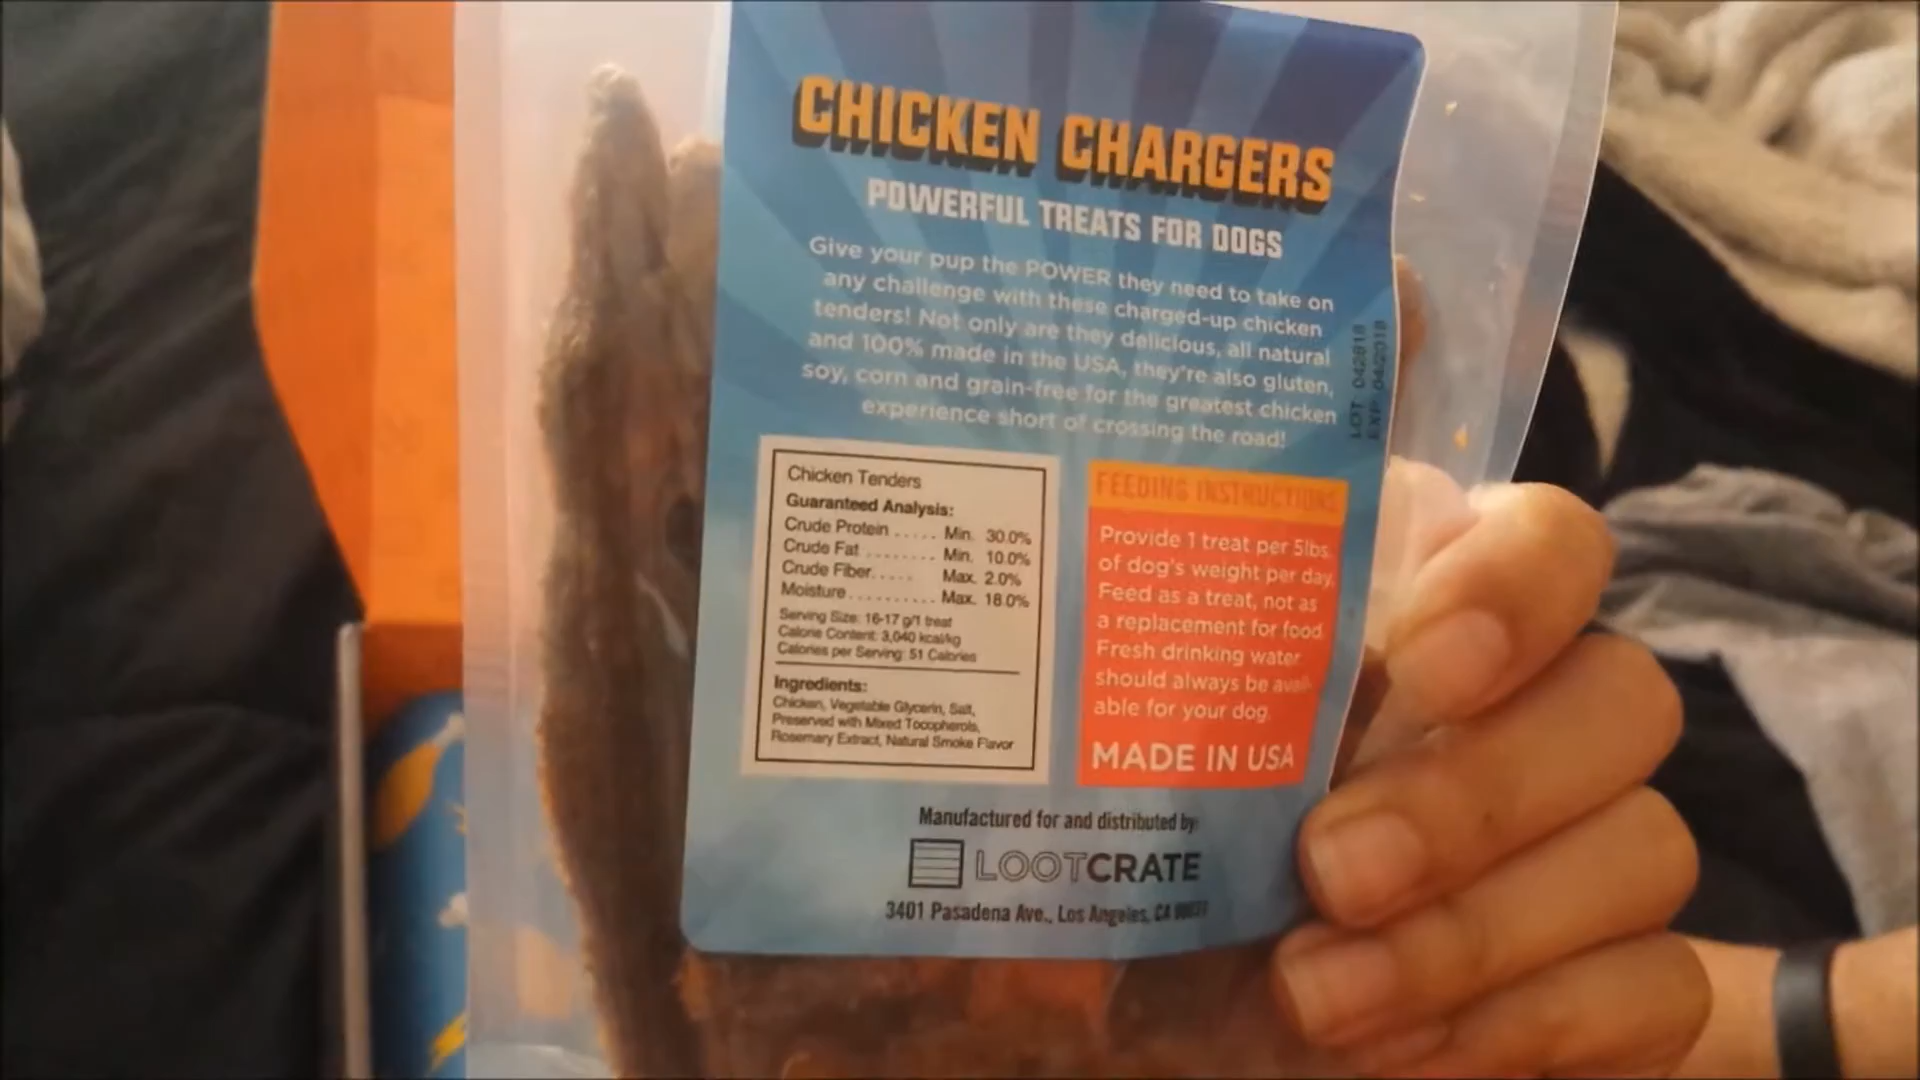 CHICKEN CHARGERS
POWERFUL TREATS FOR DOGS
Give your pup the POWER they need to take on
any challenge with these charged-up chicken
tenders! Not only are they delicious, all natural
and 100% made in the USA, they're also gluten,
soy, corn and grain-free for the greatest chicken
experience short of crossing the road!
LOT: 042818
EXP: 042018
Chicken Tenders
Guaranteed Analysis:
Crude Protein ..... Min. 30.0%
Crude Fat ........ Min. 10.0%
Crude Fiber..... Max. 2.0%
Moisture.......... Max. 18.0%
Serving Size: 16-17 g/1 treat
Calorie Content: 3,040 kcal/kg
Calories per Serving: 51 Calories
Ingredients:
Chicken, Vegetable Glycerin, Salt,
Preserved with Mixed Tocopherols,
Rosemary Extract, Natural Smoke Flavor
FEEDING INSTRUCTIONS
Provide 1 treat per 5lbs.
of dog's weight per day.
Feed as a treat, not as
a replacement for food.
Fresh drinking water
should always be avail-
able for your dog.
MADE IN USA
Manufactured for and distributed by:
LOOTCRATE
3401 Pasadena Ave., Los Angeles, CA